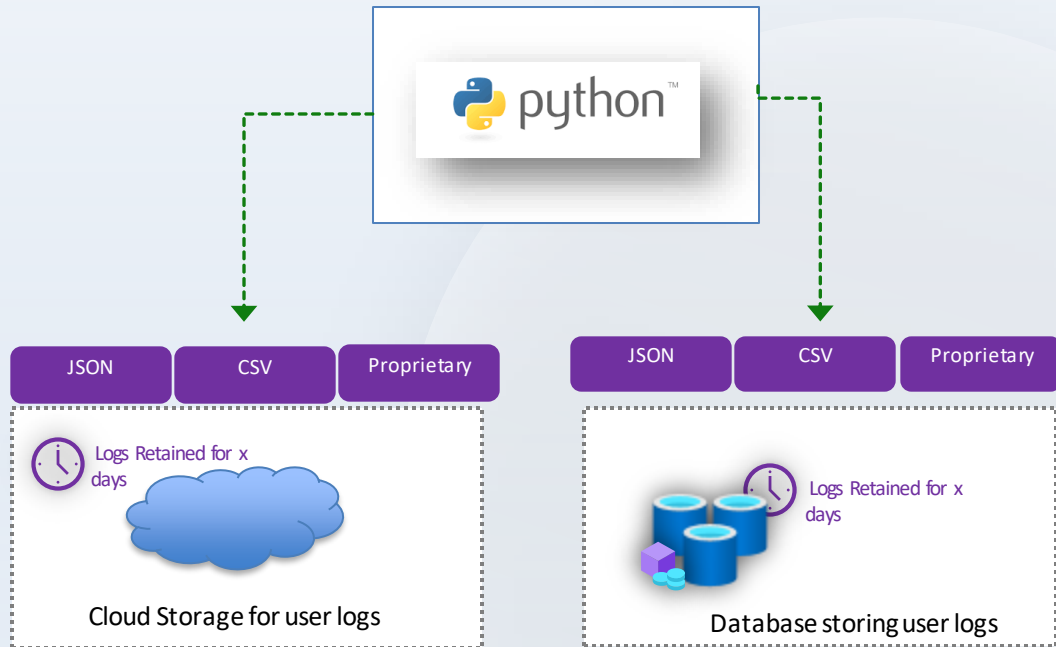 python™
JSON
CSV
Proprietary
JSON
CSV
Proprietary
Logs Retained for x
days
Cloud Storage for user logs
Logs Retained for x
days
Database storing user logs